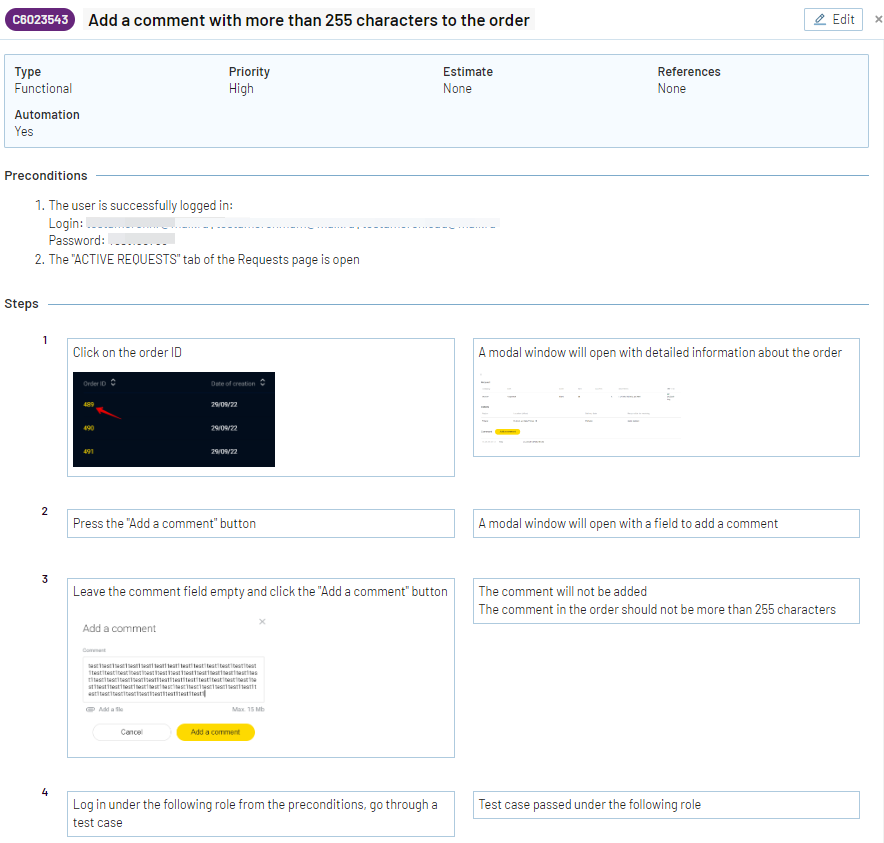 C6023543 Add a comment with more than 255 characters to the order
Edit
Type Priority Estimate References
Functional High None None
Automation
Yes
Preconditions
1. The user is successfully logged in:
Login:
Password:
2. The "ACTIVE REQUESTS" tab of the Requests page is open
Steps
1
Click on the order ID
Order ID Date of creation
489 29/09/22
490 29/09/22
491 29/09/22
A modal window will open with detailed information about the order
2
Press the "Add a comment" button
A modal window will open with a field to add a comment
3
Leave the comment field empty and click the "Add a comment" button
Add a comment
Comment
Add a file Max. 15 Mb
Cancel Add a comment
The comment will not be added
The comment in the order should not be more than 255 characters
4
Log in under the following role from the preconditions, go through a
test case
Test case passed under the following role